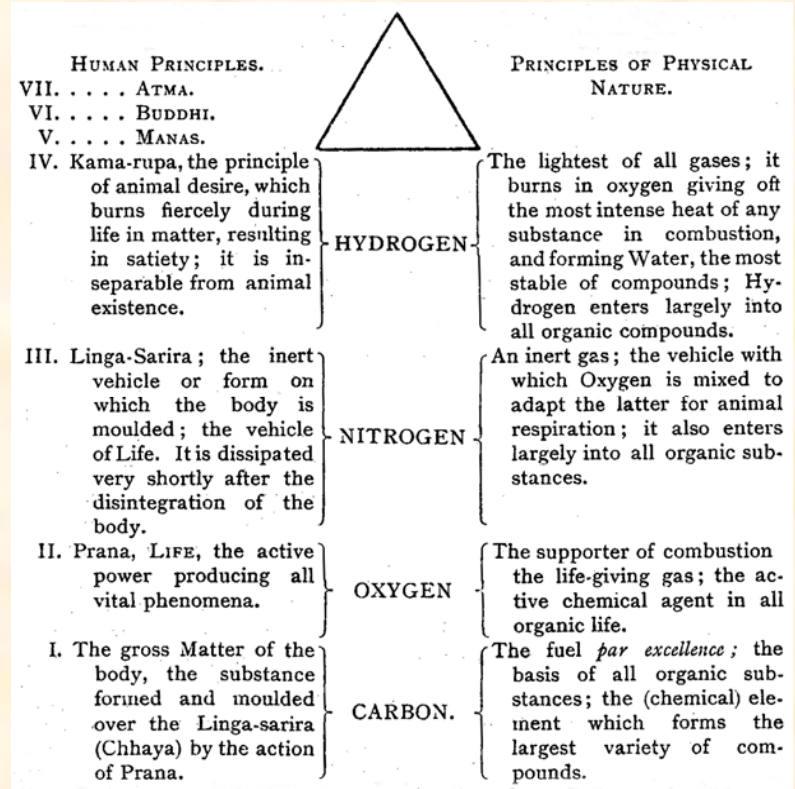 HUMAN PRINCIPLES.
VII. . . . . ATMA.
VI. . . . . BUDDHI.
V. . . . . MANAS.
PRINCIPLES OF PHYSICAL
NATURE.
IV. Kama-rupa, the principle
of animal desire, which
burns fiercely during
life in matter, resulting
in satiety; it is in-
separable from animal
existence.
HYDROGEN
The lightest of all gases; it
burns in oxygen giving oft
the most intense heat of any
substance in combustion,
and forming Water, the most
stable of compounds; Hy-
drogen enters largely into
all organic compounds.
III. Linga-Sarira; the inert
vehicle or form on
which the body is
moulded; the vehicle
of Life. It is dissipated
very shortly after the
disintegration of the
body.
NITROGEN
An inert gas; the vehicle with
which Oxygen is mixed to
adapt the latter for animal
respiration; it also enters
largely into all organic sub-
stances.
II. Prana, LIFE, the active
power producing all
vital phenomena.
OXYGEN
The supporter of combustion
the life-giving gas; the ac-
tive chemical agent in all
organic life.
I. The gross Matter of the
body, the substance
formed and moulded
over the Linga-sarira
(Chhaya) by the action
of Prana.
CARBON.
The fuel par excellence; the
basis of all organic sub-
stances; the (chemical) ele-
ment which forms the
largest variety of com-
pounds.